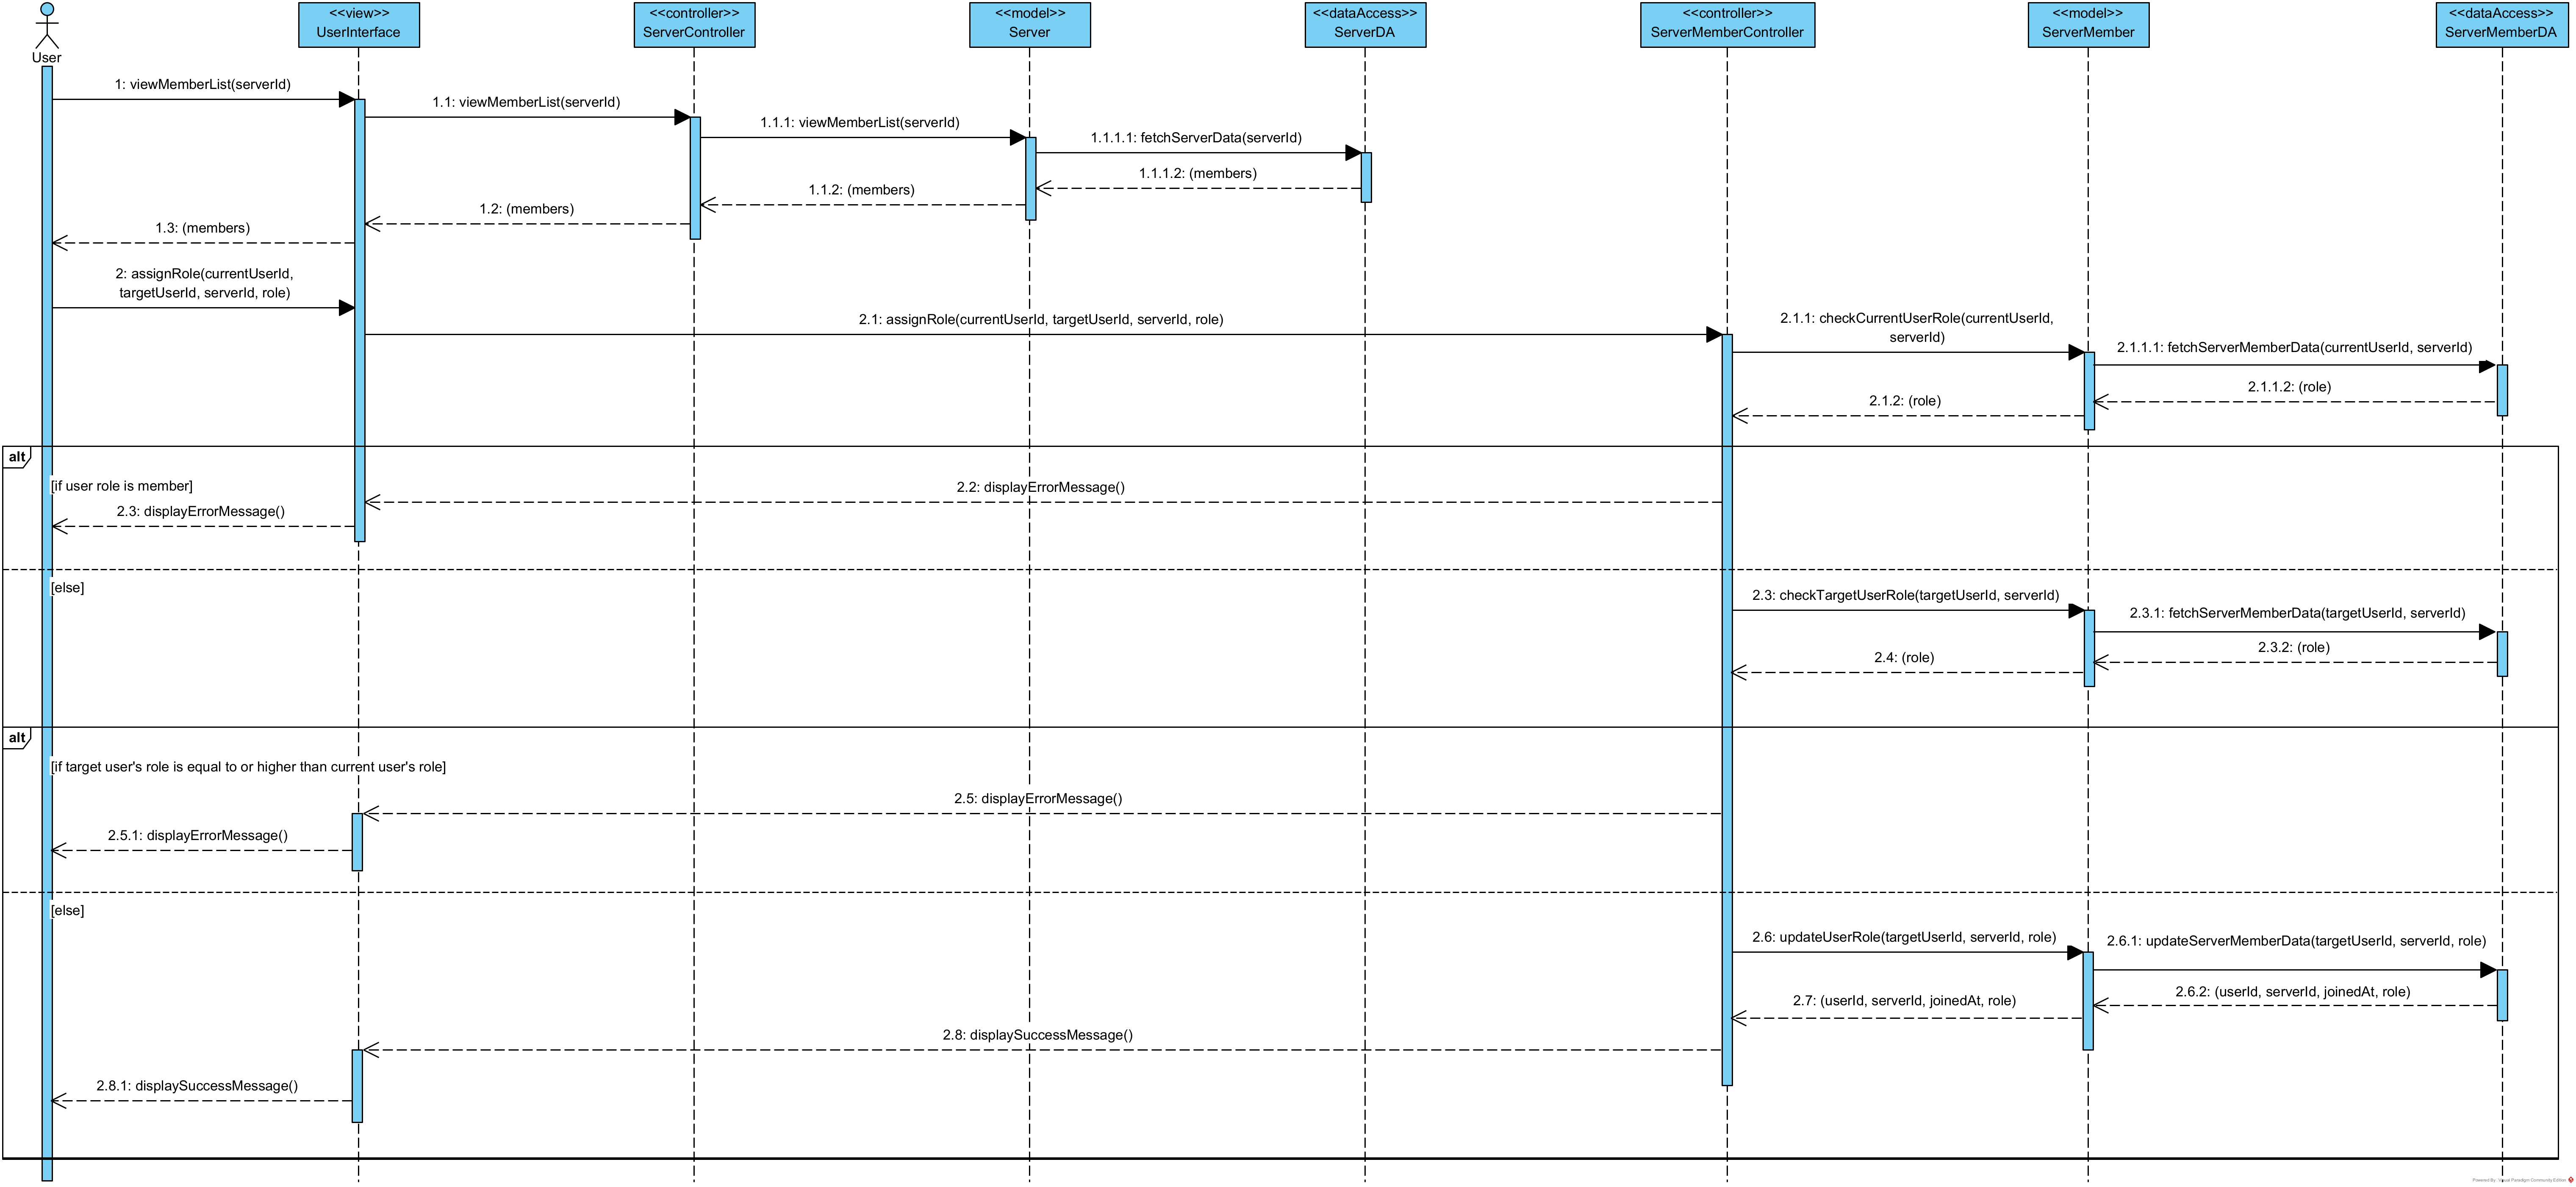 <<view>>
UserInterface
<<controller>>
ServerController
<<model>>
Server
<<dataAccess>>
ServerDA
<<controller>>
ServerMemberController
<<model>>
ServerMember
<<dataAccess>>
ServerMemberDA
User
1: viewMemberList(serverId)
1.1: viewMemberList(serverId)
1.1.1: viewMemberList(serverId)
1.1.1.1: fetchServerData(serverId)
1.1.1.2: (members)
1.1.2: (members)
1.2: (members)
1.3: (members)
2: assignRole(currentUserId,
targetUserId, serverId, role)
2.1: assignRole(currentUserId, targetUserId, serverId, role)
2.1.1: checkCurrentUserRole(currentUserId,
serverId)
2.1.1.1: fetchServerMemberData(currentUserId, serverId)
2.1.1.2: (role)
2.1.2: (role)
alt
[if user role is member]
2.2: displayErrorMessage()
2.3: displayErrorMessage()
[else]
2.3: checkTargetUserRole(targetUserId, serverId)
2.3.1: fetchServerMemberData(targetUserId, serverId)
2.3.2: (role)
2.4: (role)
alt
[if target user's role is equal to or higher than current user's role]
2.5: displayErrorMessage()
2.5.1: displayErrorMessage()
[else]
2.6: updateUserRole(targetUserId, serverId, role)
2.6.1: updateServerMemberData(targetUserId, serverId, role)
2.6.2: (userId, serverId, joinedAt, role)
2.7: (userId, serverId, joinedAt, role)
2.8: displaySuccessMessage()
2.8.1: displaySuccessMessage()
Powered By: Visual Paradigm Community Edition